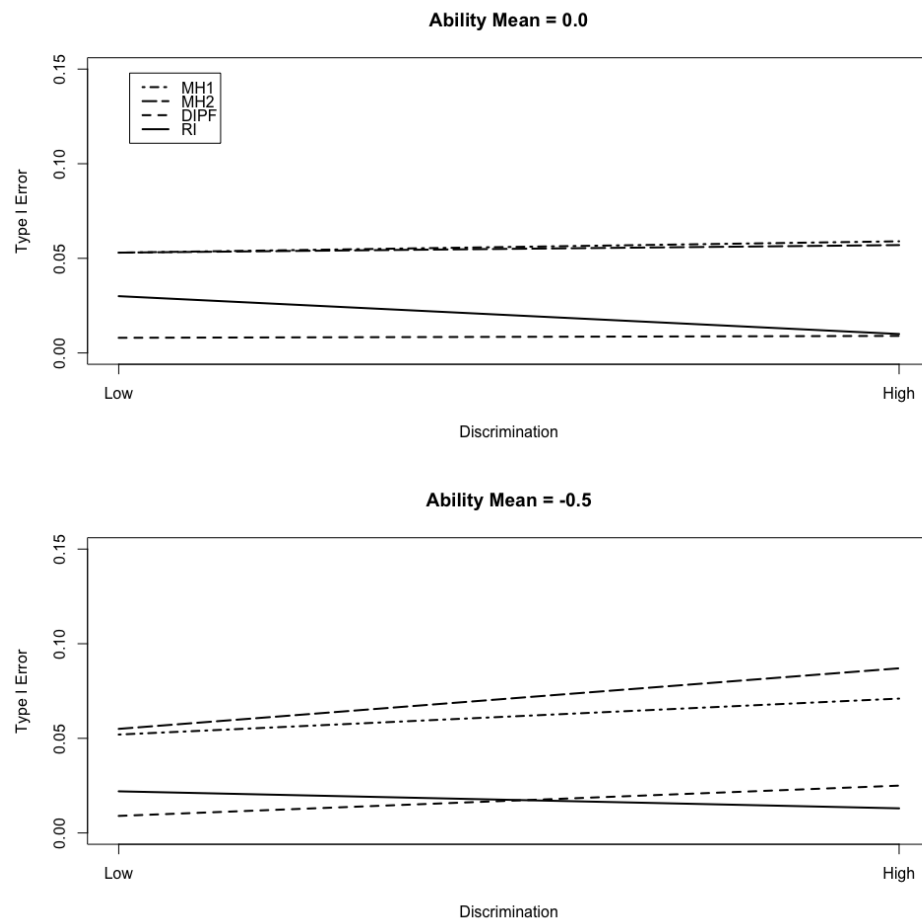 Ability Mean = 0.0
0.15
MH1
MH2
DIPF
RI
0.10
Type I Error
0.05
0.00
Low
High
Discrimination
Ability Mean = -0.5
0.15
0.10
Type I Error
0.05
0.00
Low
High
Discrimination